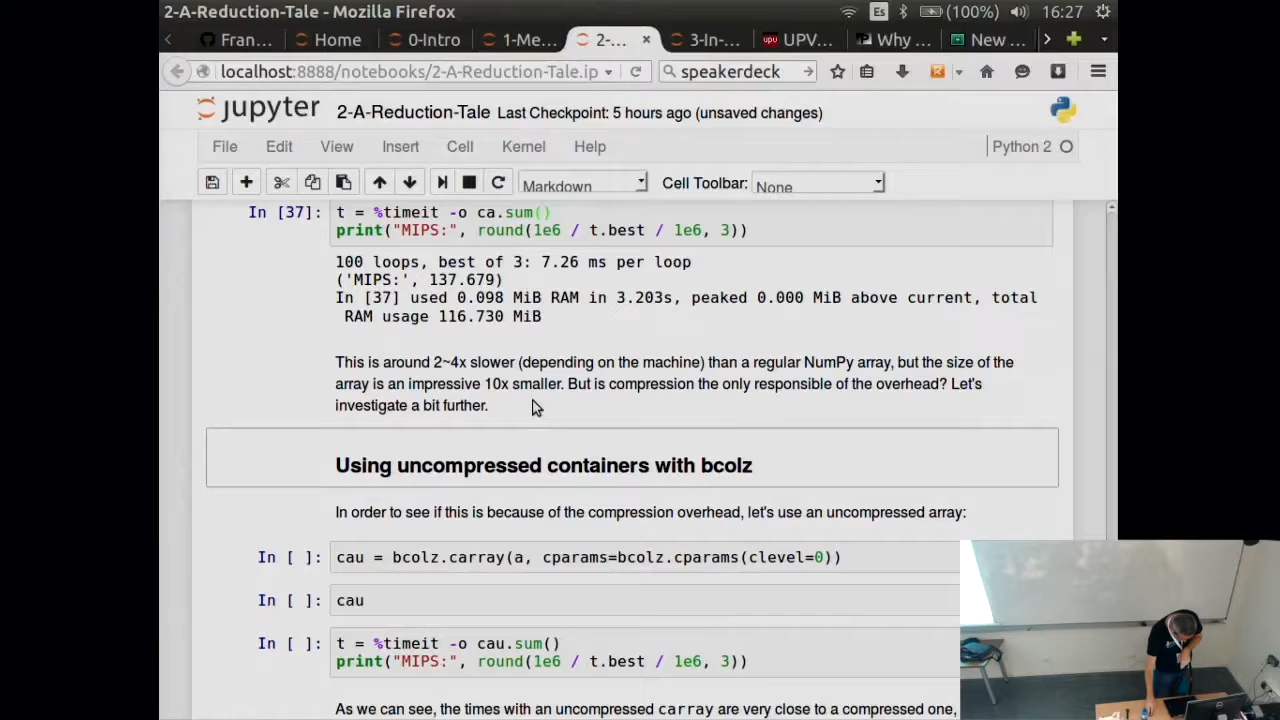 2-A-Reduction-Tale - Mozilla Firefox
Es (100%) 16:27
Fran...
Home
0-Intro
1-Me...
2-...
3-In-...
UPV...
Why ...
New ...
localhost:8888/notebooks/2-A-Reduction-Tale.ip
speakerdeck
jupyter 2-A-Reduction-Tale Last Checkpoint: 5 hours ago (unsaved changes)
File Edit View Insert Cell Kernel Help
Python 2
Markdown Cell Toolbar: None
In [37]: t = %timeit -o ca.sum()
print("MIPS:", round(1e6 / t.best / 1e6, 3))
100 loops, best of 3: 7.26 ms per loop
('MIPS:', 137.679)
In [37] used 0.098 MiB RAM in 3.203s, peaked 0.000 MiB above current, total
RAM usage 116.730 MiB
This is around 2~4x slower (depending on the machine) than a regular NumPy array, but the size of the
array is an impressive 10x smaller. But is compression the only responsible of the overhead? Let's
investigate a bit further.
Using uncompressed containers with bcolz
In order to see if this is because of the compression overhead, let's use an uncompressed array:
In [ ]: cau = bcolz.carray(a, cparams=bcolz.cparams(clevel=0))
In [ ]: cau
In [ ]: t = %timeit -o cau.sum()
print("MIPS:", round(1e6 / t.best / 1e6, 3))
As we can see, the times with an uncompressed carray are very close to a compressed one,